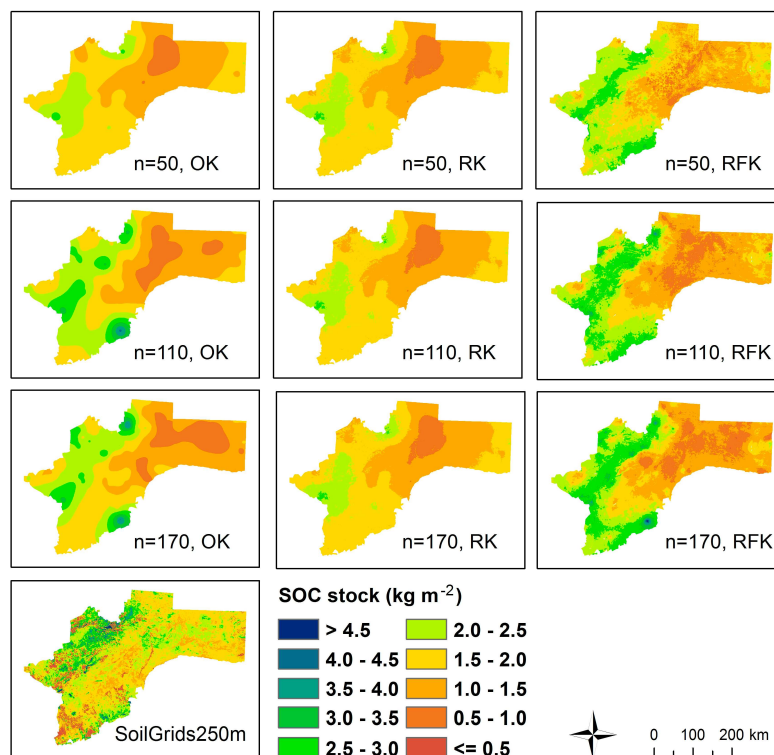 n=50, OK
n=50, RK
n=50, RFK
n=110, OK
n=110, RK
n=110, RFK
n=170, OK
n=170, RK
n=170, RFK
SoilGrids250m
SOC stock (kg m⁻²)
> 4.5
4.0 - 4.5
3.5 - 4.0
3.0 - 3.5
2.5 - 3.0
2.0 - 2.5
1.5 - 2.0
1.0 - 1.5
0.5 - 1.0
<= 0.5
0 100 200 km